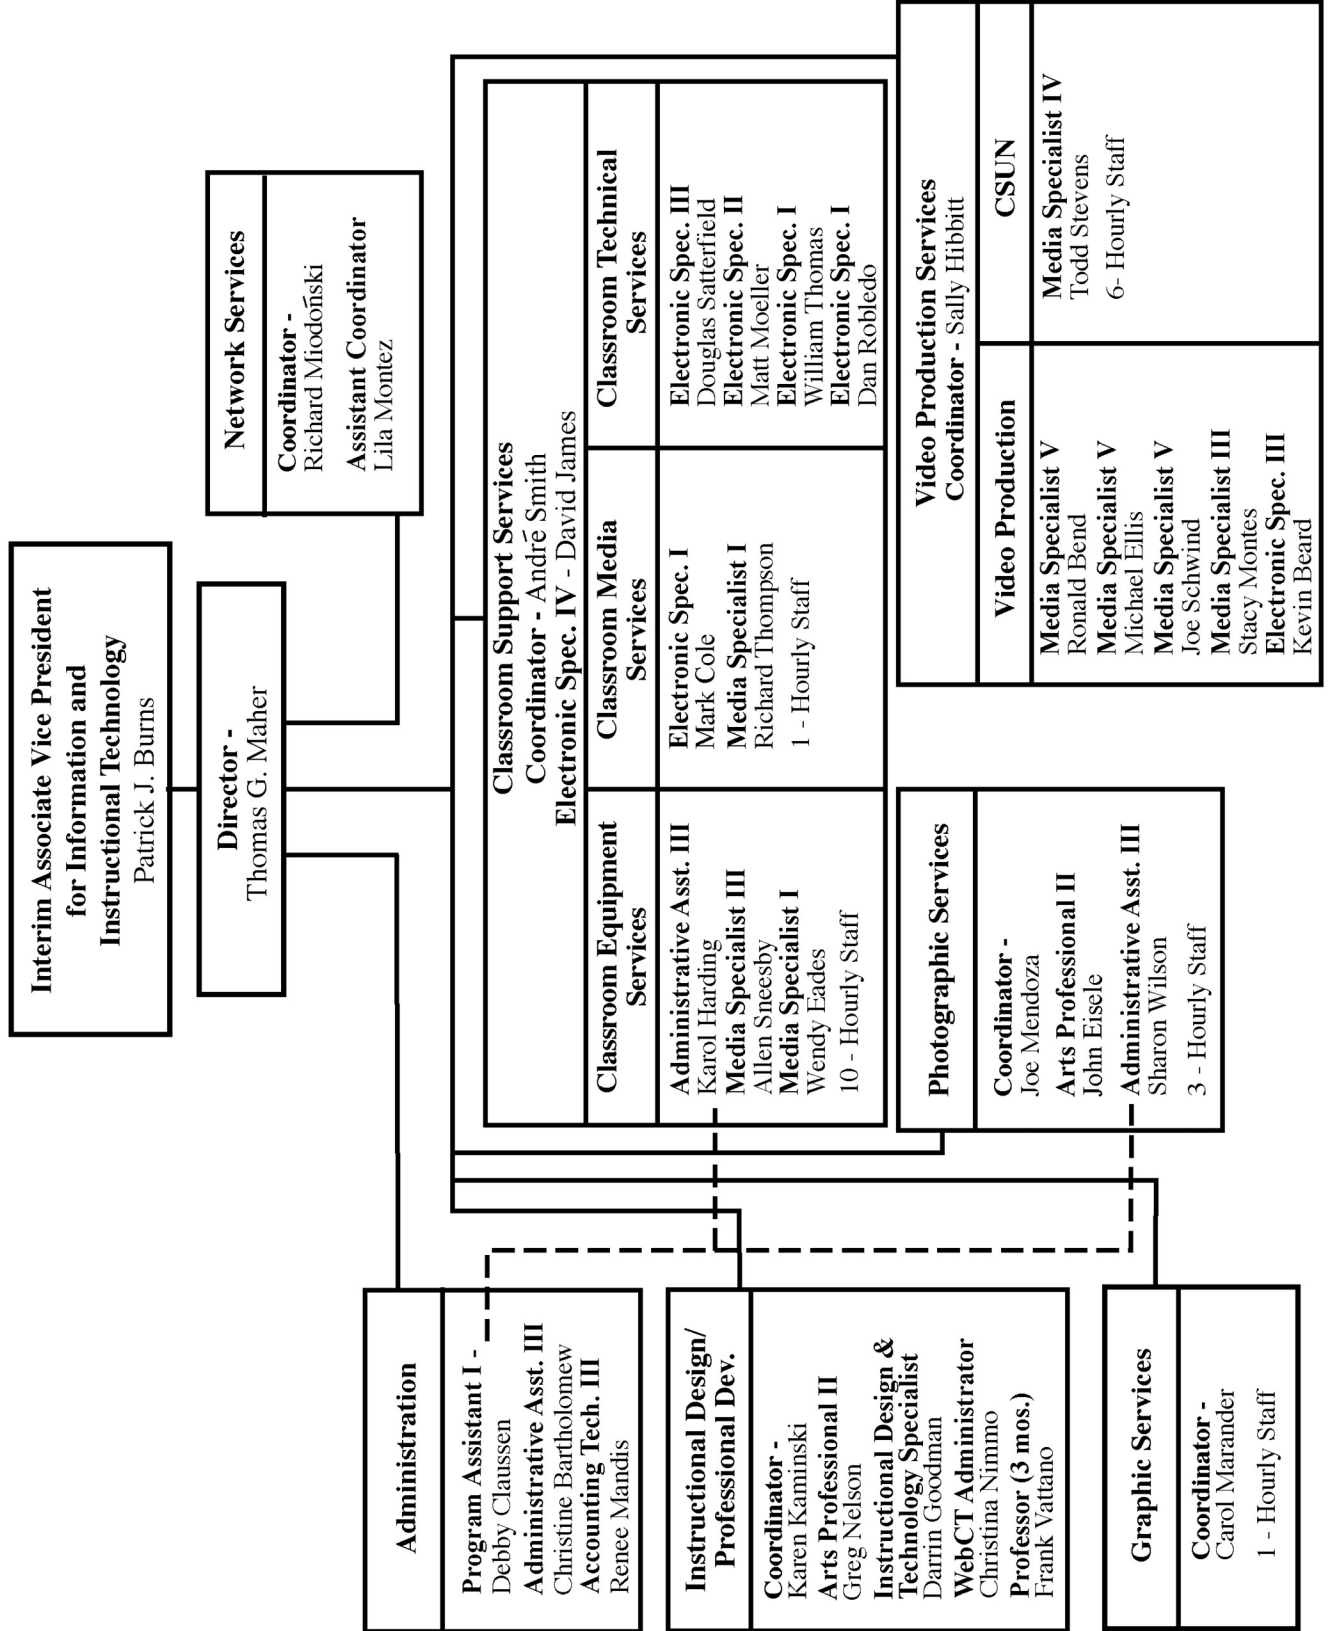 Interim Associate Vice President
for Information and
Instructional Technology
Patrick J. Burns
Director -
Thomas G. Maher
Network Services
Coordinator -
Richard Miodoński
Assistant Coordinator
Lila Montez
Administration
Program Assistant I -
Debby Claussen
Administrative Asst. III
Christine Bartholomew
Accounting Tech. III
Renee Mandis
Classroom Support Services
Coordinator - André Smith
Electronic Spec. IV - David James
Classroom Equipment
Services
Administrative Asst. III
Karol Harding
Media Specialist III
Allen Sneesby
Media Specialist I
Wendy Eades
10 - Hourly Staff
Classroom Media
Services
Electronic Spec. I
Mark Cole
Media Specialist I
Richard Thompson
1 - Hourly Staff
Classroom Technical
Services
Electronic Spec. III
Douglas Satterfield
Electronic Spec. II
Matt Moeller
Electronic Spec. I
William Thomas
Electronic Spec. I
Dan Robledo
Instructional Design/
Professional Dev.
Coordinator -
Karen Kaminski
Arts Professional II
Greg Nelson
Instructional Design &
Technology Specialist
Darrin Goodman
WebCT Administrator
Christina Nimmo
Professor (3 mos.)
Frank Vattano
Photographic Services
Coordinator -
Joe Mendoza
Arts Professional II
John Eisele
Administrative Asst. III
Sharon Wilson
3 - Hourly Staff
Video Production Services
Coordinator - Sally Hibbitt
Video Production
Media Specialist V
Ronald Bend
Media Specialist V
Michael Ellis
Media Specialist V
Joe Schwind
Media Specialist III
Stacy Montes
Electronic Spec. III
Kevin Beard
CSUN
Media Specialist IV
Todd Stevens
6- Hourly Staff
Graphic Services
Coordinator -
Carol Marander
1 - Hourly Staff